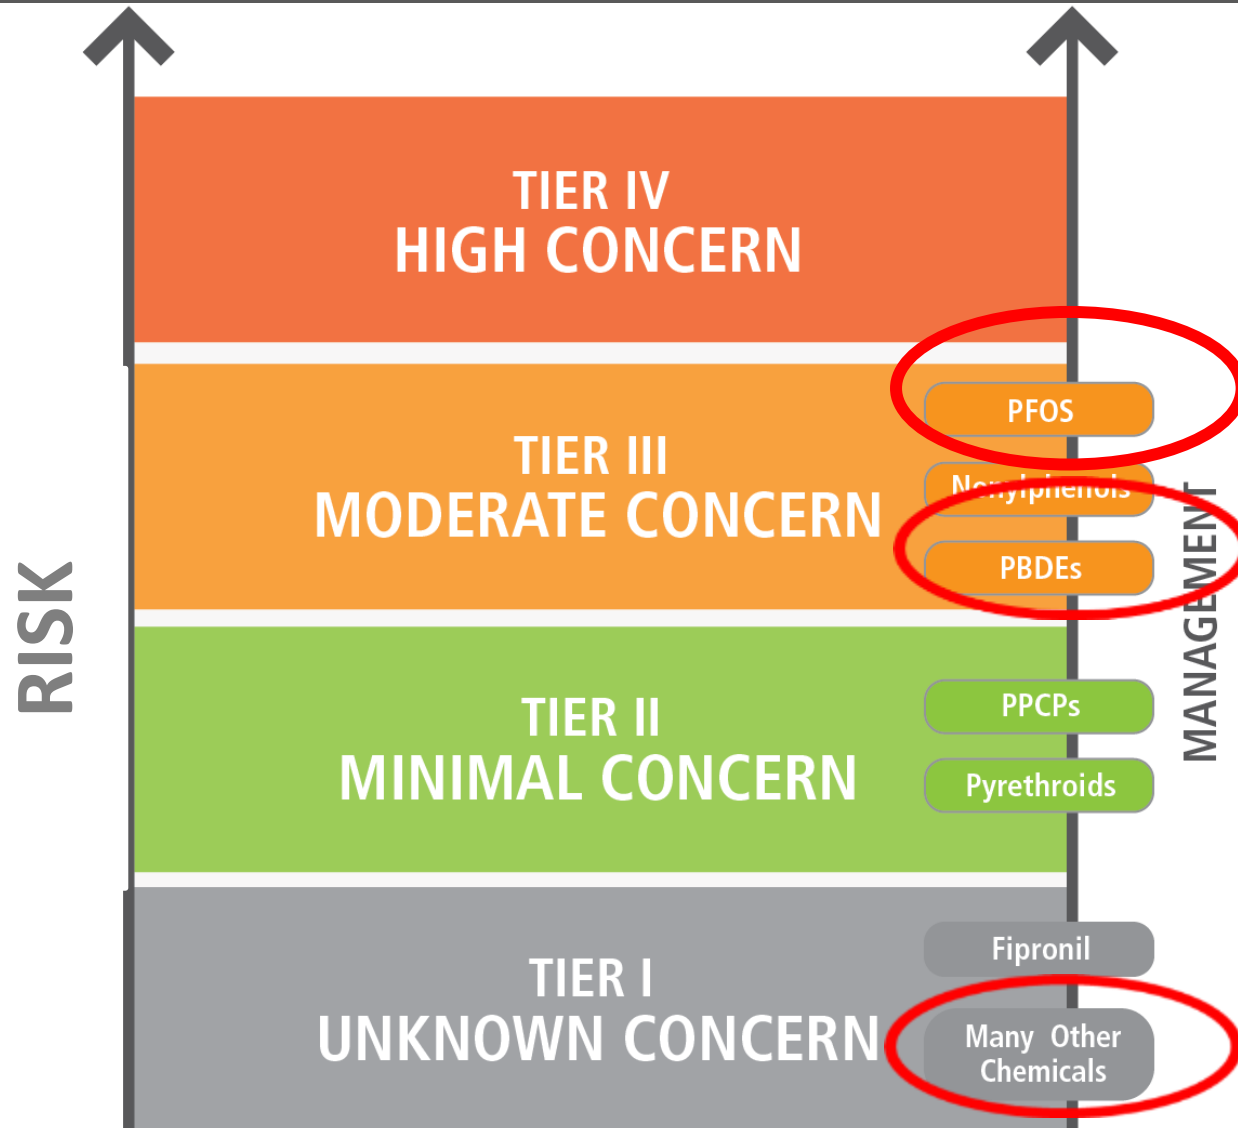 TIER IV
HIGH CONCERN
PFOS
TIER III
MODERATE CONCERN
Nonylphenols
PBDEs
RISK
MANAGEMENT
TIER II
MINIMAL CONCERN
PPCPs
Pyrethroids
Fipronil
TIER I
UNKNOWN CONCERN
Many Other
Chemicals